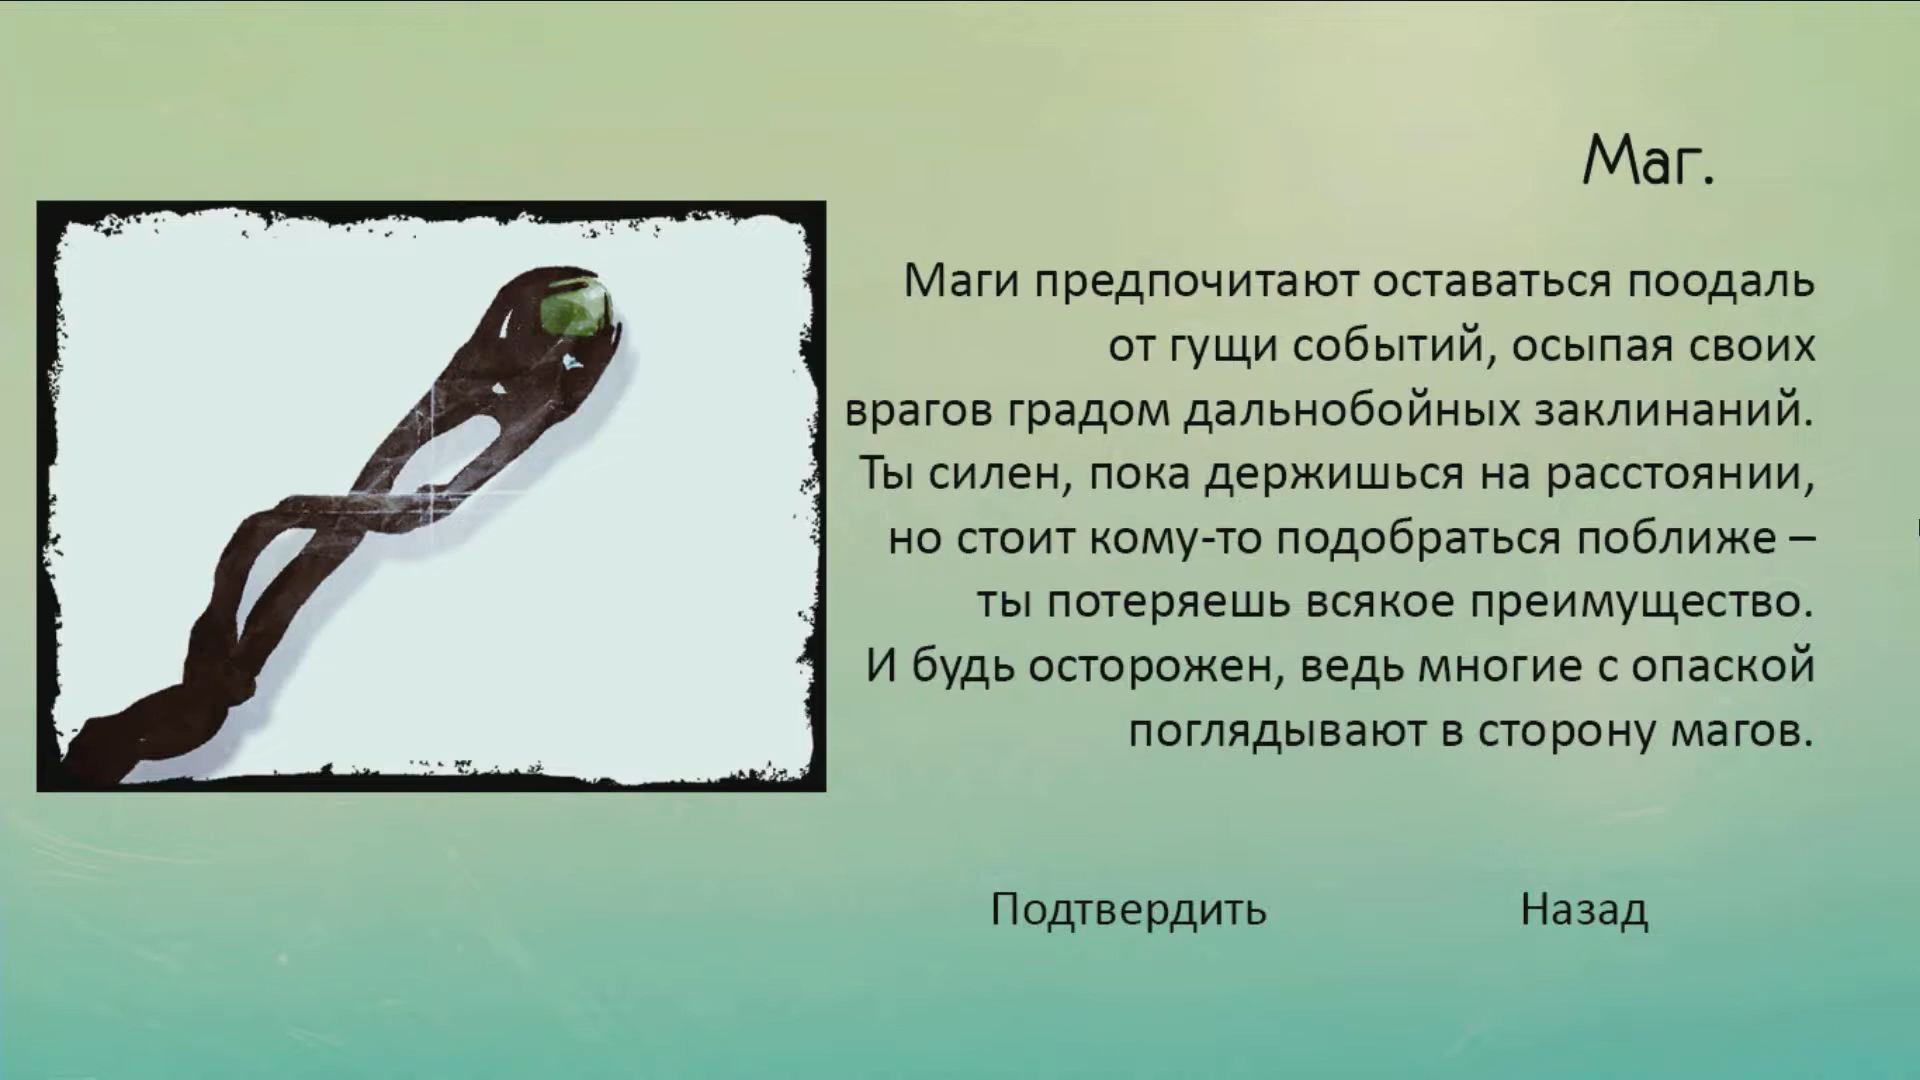 Маг.
Маги предпочитают оставаться поодаль
от гущи событий, осыпая своих
врагов градом дальнобойных заклинаний.
Ты силен, пока держишься на расстоянии,
но стоит кому-то подобраться поближе –
ты потеряешь всякое преимущество.
И будь осторожен, ведь многие с опаской
поглядывают в сторону магов.
Подтвердить
Назад